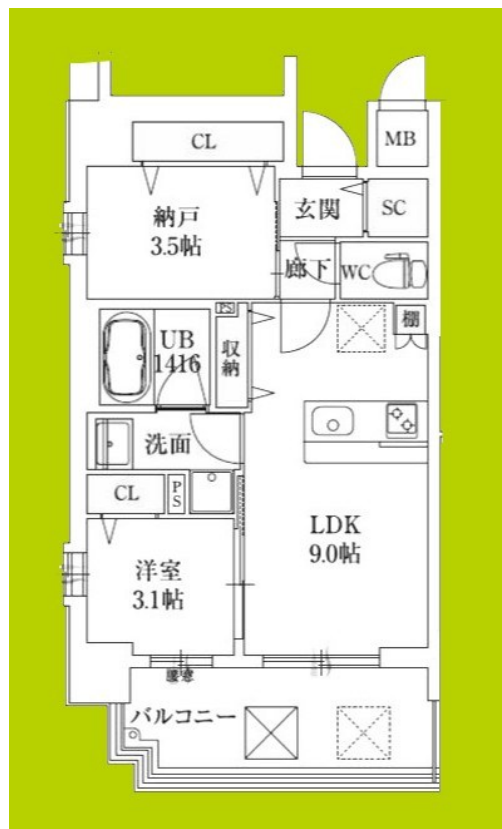 MB
CL
玄関
SC
納戸
3.5帖
廊下
WC
PS
棚
UB
1416
収納
洗面
CL
PS
LDK
9.0帖
洋室
3.1帖
バルコニー